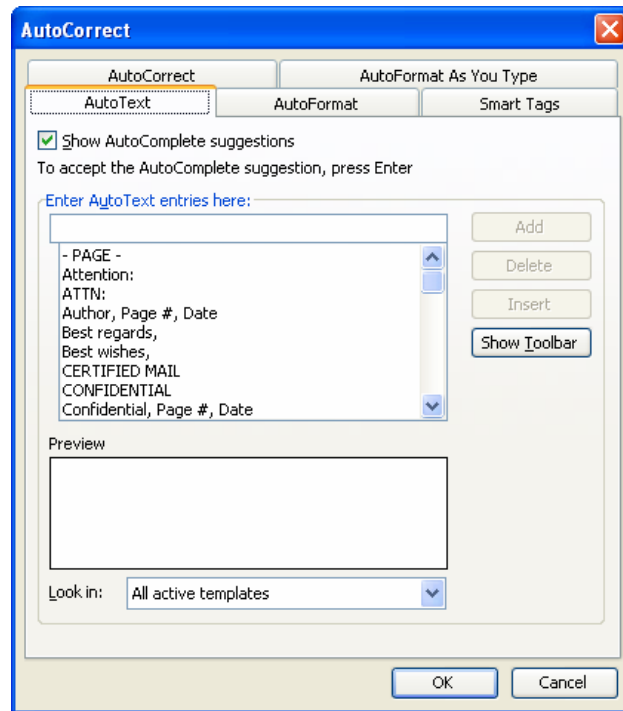 AutoCorrect
AutoCorrect AutoFormat As You Type
AutoText AutoFormat Smart Tags
Show AutoComplete suggestions
To accept the AutoComplete suggestion, press Enter
Enter AutoText entries here:
Add
- PAGE -
Attention:
Delete
ATTN:
Author, Page #, Date
Insert
Best regards,
Best wishes,
Show Toolbar
CERTIFIED MAIL
CONFIDENTIAL
Confidential, Page #, Date
Preview
Look in: All active templates
OK Cancel